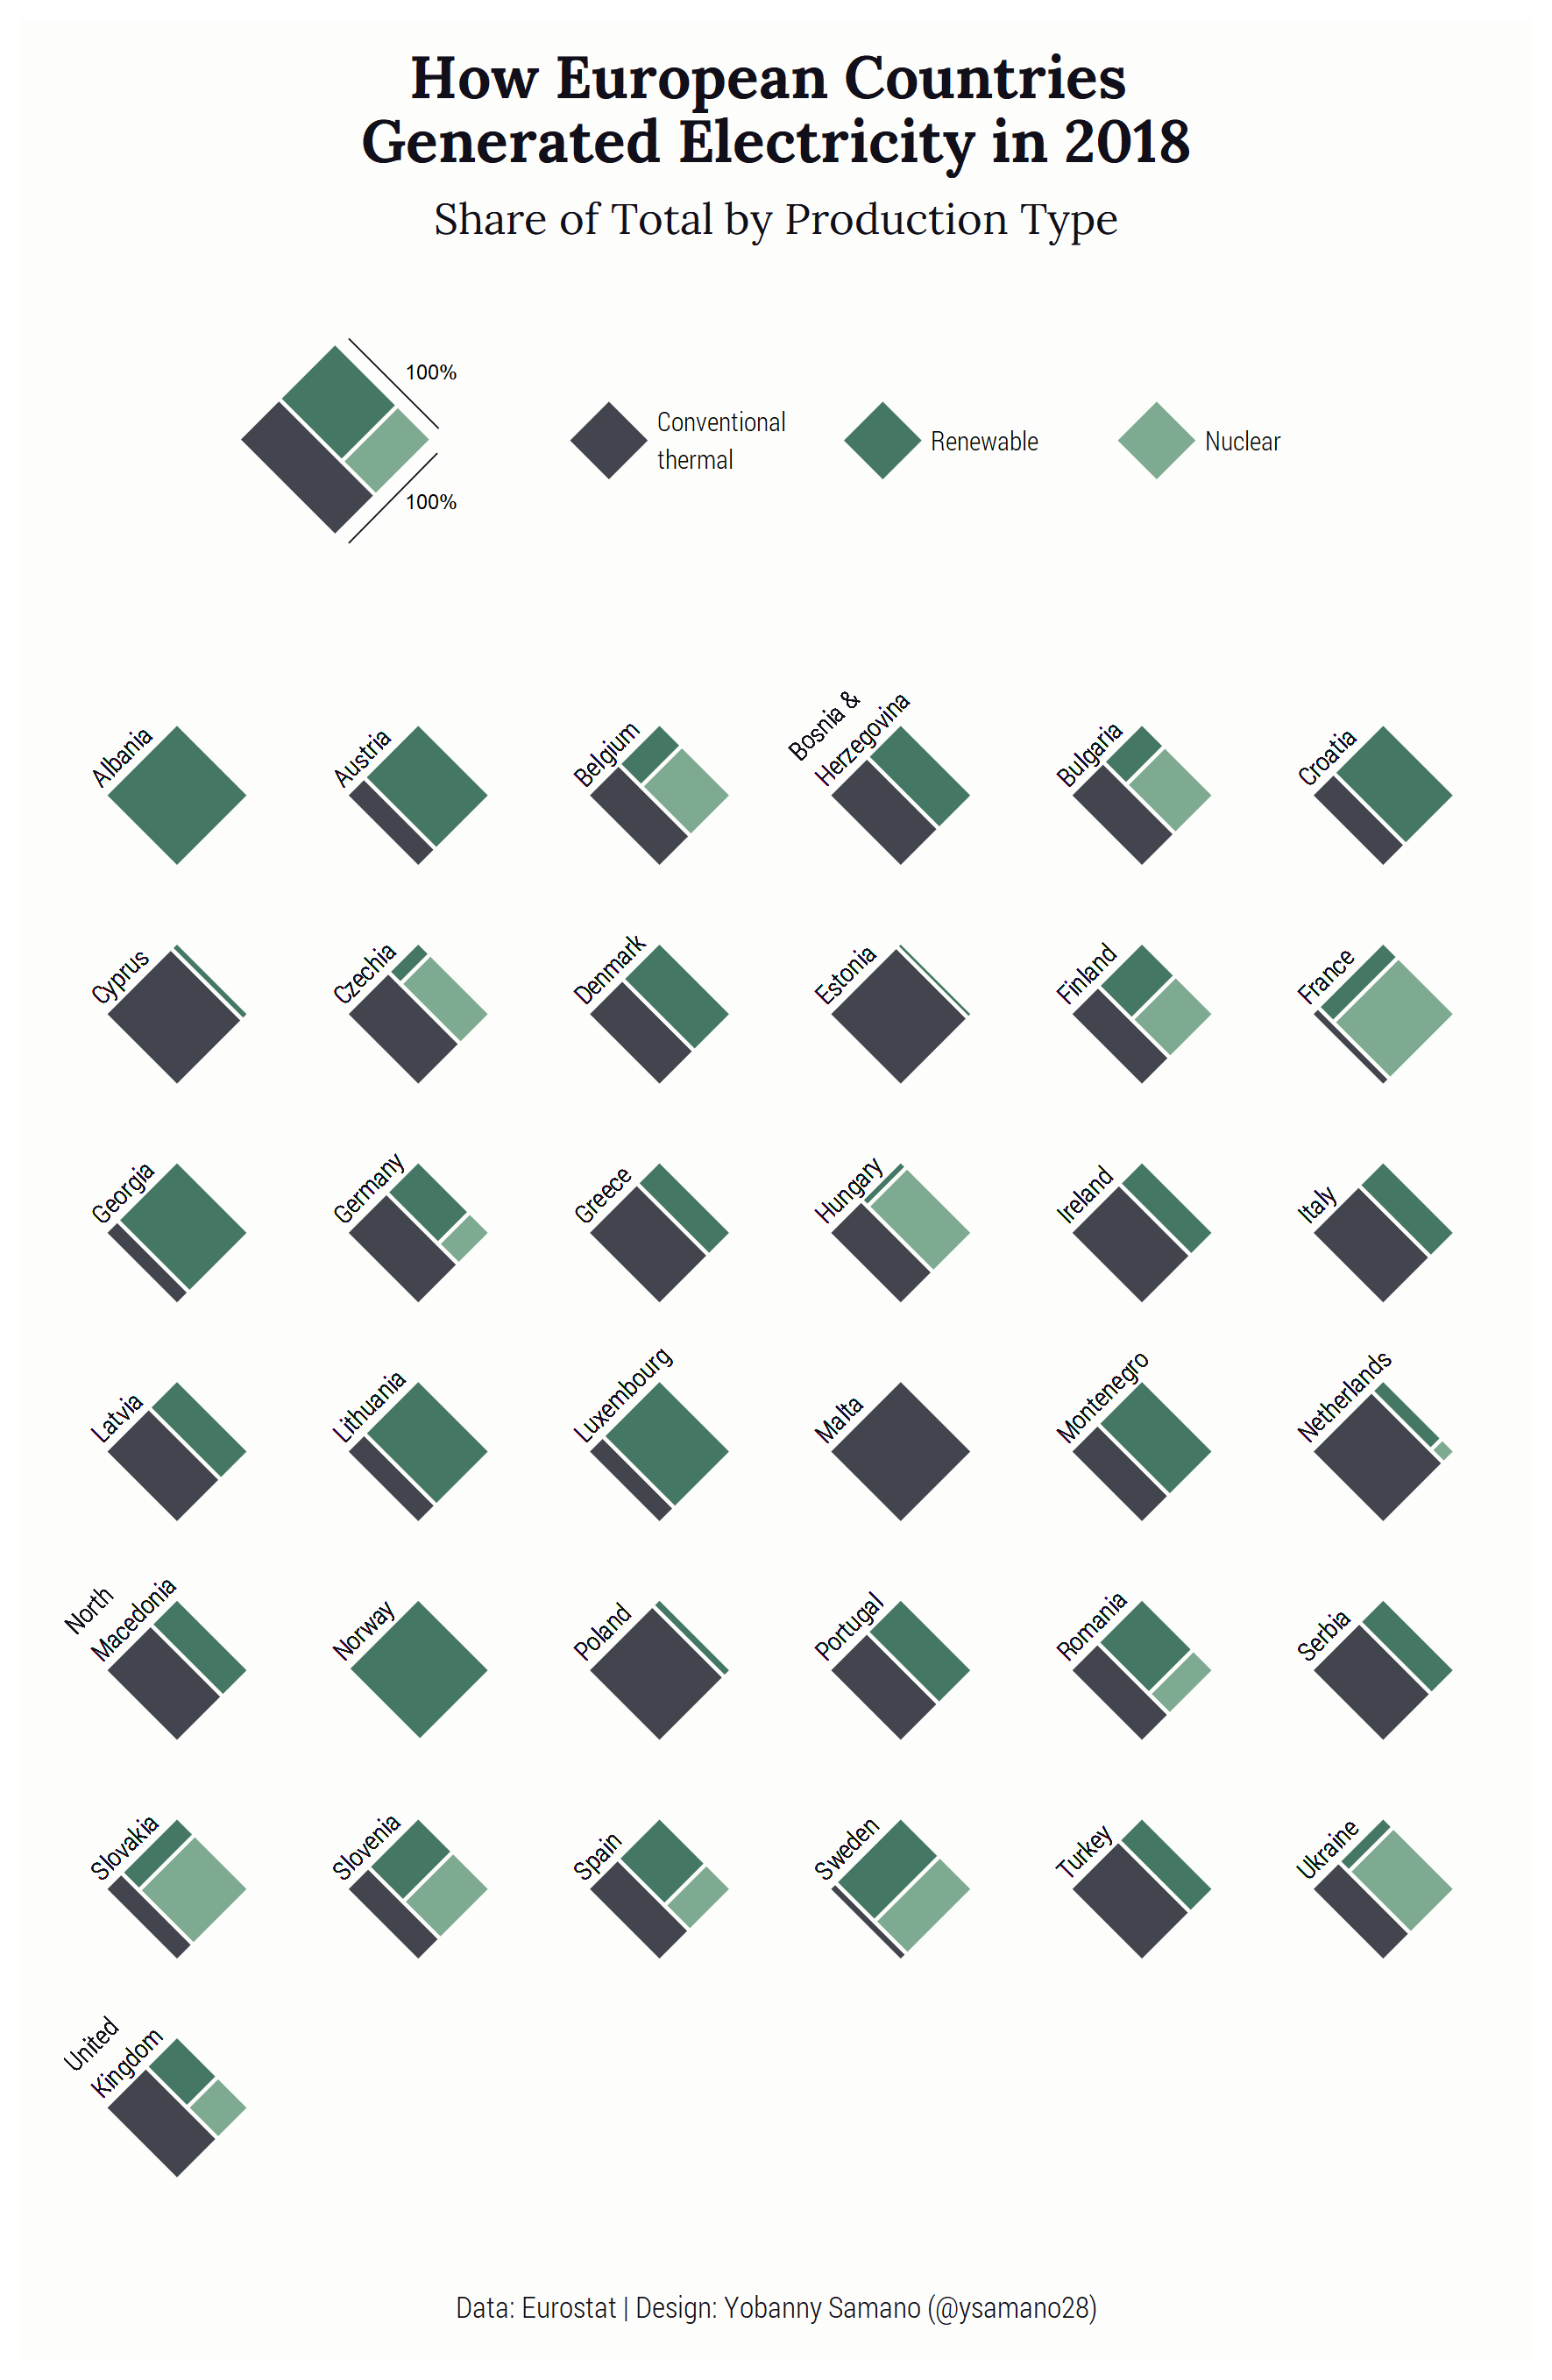 How European Countries
Generated Electricity in 2018
Share of Total by Production Type
100%
100%
Conventional
thermal
Renewable
Nuclear
Albania
Austria
Belgium
Bosnia &
Herzegovina
Bulgaria
Croatia
Cyprus
Czechia
Denmark
Estonia
Finland
France
Georgia
Germany
Greece
Hungary
Ireland
Italy
Latvia
Lithuania
Luxembourg
Malta
Montenegro
Netherlands
North
Macedonia
Norway
Poland
Portugal
Romania
Serbia
Slovakia
Slovenia
Spain
Sweden
Turkey
Ukraine
United
Kingdom
Data: Eurostat | Design: Yobanny Samano (@ysamano28)